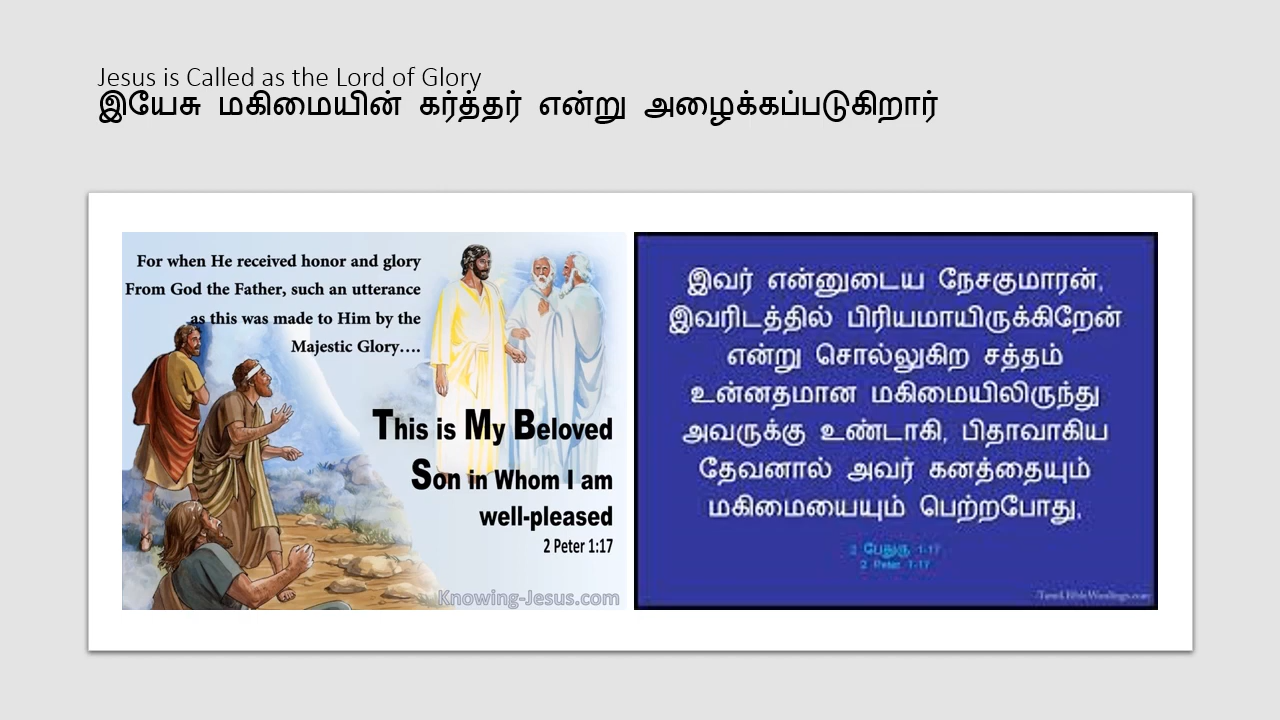 Jesus is Called as the Lord of Glory
இயேசு மகிமையின் கர்த்தர் என்று அழைக்கப்படுகிறார்
For when He received honor and glory
From God the Father, such an utterance
as this was made to Him by the
Majestic Glory….
This is My Beloved
Son in Whom I am
well-pleased
2 Peter 1:17
Knowing-Jesus.com
இவர் என்னுடைய நேசகுமாரன்,
இவரிடத்தில் பிரியமாயிருக்கிறேன்
என்று சொல்லுகிற சத்தம்
உன்னதமான மகிமையிலிருந்து
அவருக்கு உண்டாகி, பிதாவாகிய
தேவனால் அவர் கனத்தையும்
மகிமையையும் பெற்றபோது,
2 பேதுரு 1-17
2 Peter 1-17